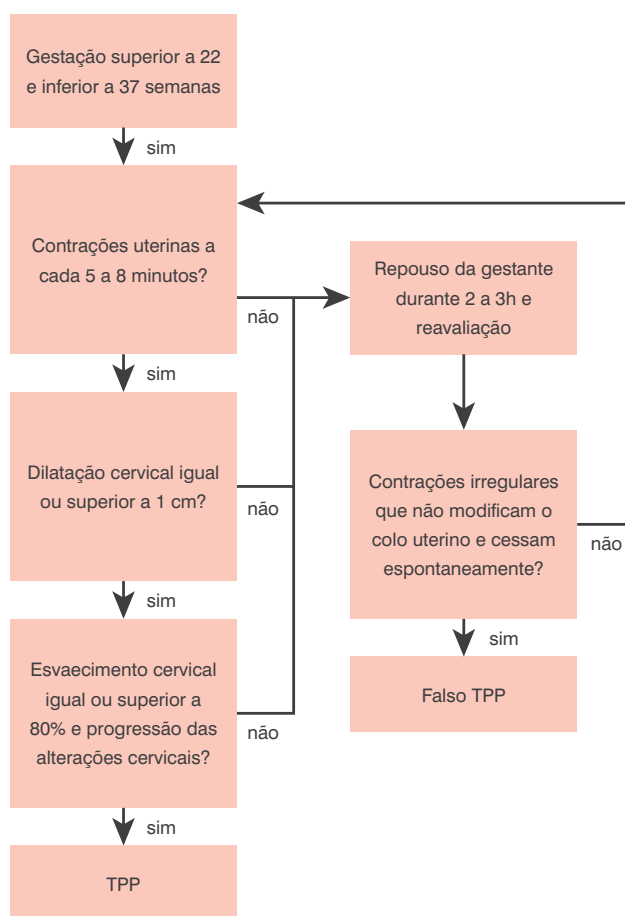 Gestação superior a 22
e inferior a 37 semanas
sim
Contrações uterinas a
cada 5 a 8 minutos?
não
sim
Repouso da gestante
durante 2 a 3h e
reavaliação
Dilatação cervical igual
ou superior a 1 cm?
não
sim
Contrações irregulares
que não modificam o
colo uterino e cessam
espontaneamente?
não
sim
Esvaecimento cervical
igual ou superior a
80% e progressão das
alterações cervicais?
não
sim
Falso TPP
TPP